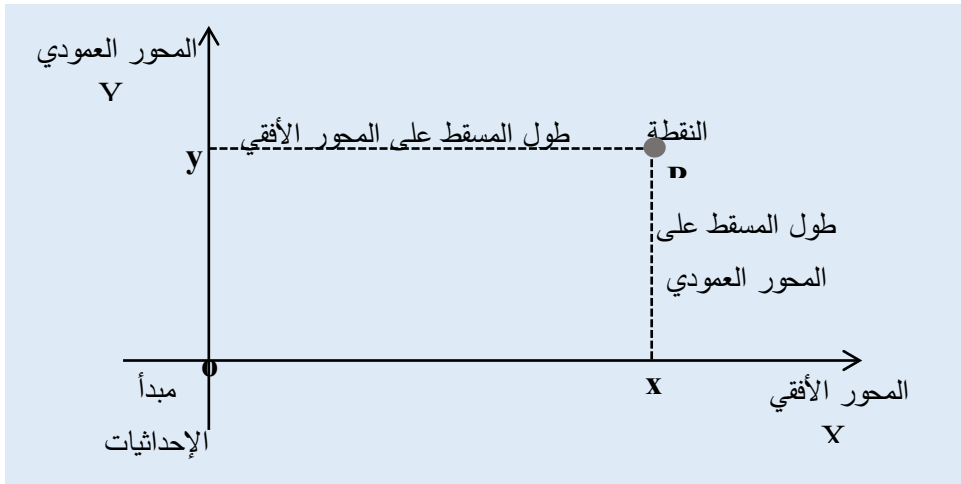 المحور العمودي
Y
طول المسقط على المحور الأفقي
النقطة
y
P
طول المسقط على
المحور العمودي
o
مبدأ
الإحداثيات
x
المحور الأفقي
X